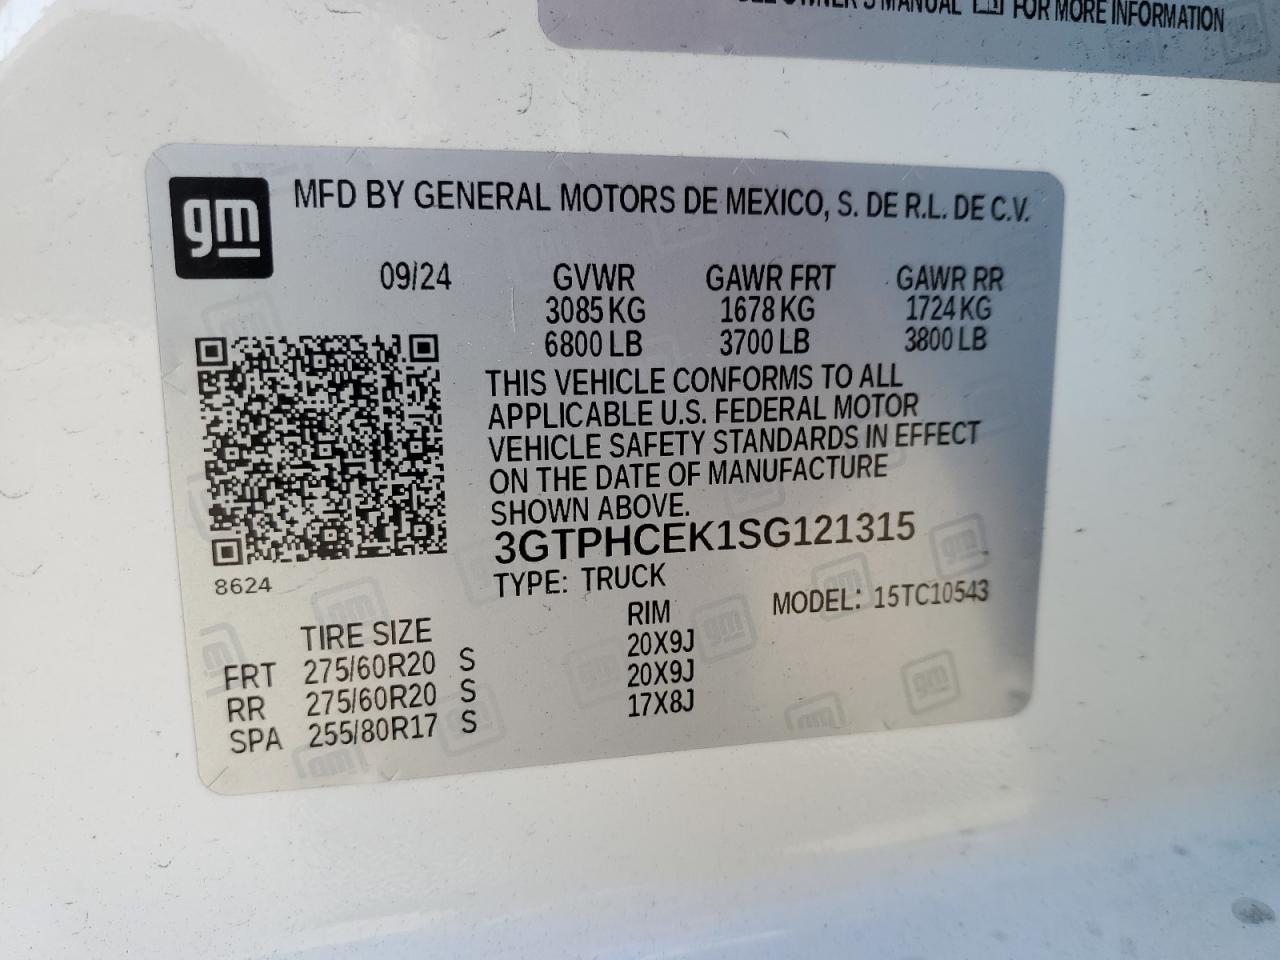 OWNER'S MANUAL FOR MORE INFORMATION
gm MFD BY GENERAL MOTORS DE MEXICO, S. DE R.L. DE C.V.
09/24 GVWR GAWR FRT GAWR RR
3085 KG 1678 KG 1724 KG
6800 LB 3700 LB 3800 LB
THIS VEHICLE CONFORMS TO ALL
APPLICABLE U.S. FEDERAL MOTOR
VEHICLE SAFETY STANDARDS IN EFFECT
ON THE DATE OF MANUFACTURE
SHOWN ABOVE.
3GTPHCEK1SG121315
8624
TYPE: TRUCK MODEL: 15TC10543
TIRE SIZE RIM
FRT 275/60R20 S 20X9J
RR 275/60R20 S 20X9J
SPA 255/80R17 S 17X8J